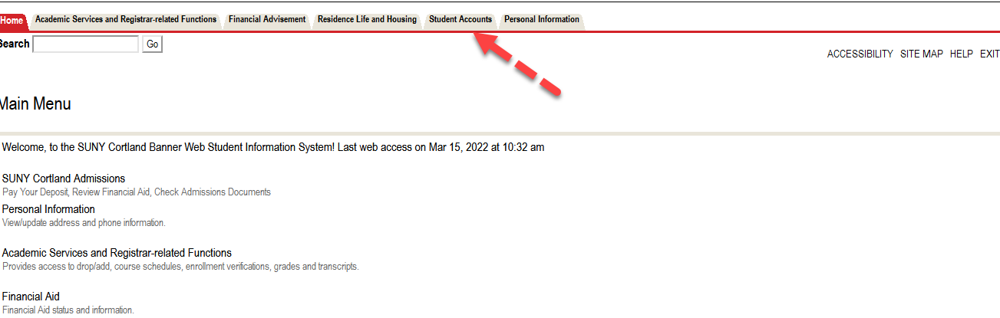 Home Academic Services and Registrar-related Functions Financial Advisement Residence Life and Housing Student Accounts Personal Information
Search Go
ACCESSIBILITY SITE MAP HELP EXIT
Main Menu
Welcome, to the SUNY Cortland Banner Web Student Information System! Last web access on Mar 15, 2022 at 10:32 am
SUNY Cortland Admissions
Pay Your Deposit, Review Financial Aid, Check Admissions Documents
Personal Information
View/update address and phone information.
Academic Services and Registrar-related Functions
Provides access to drop/add, course schedules, enrollment verifications, grades and transcripts.
Financial Aid
Financial Aid status and information.